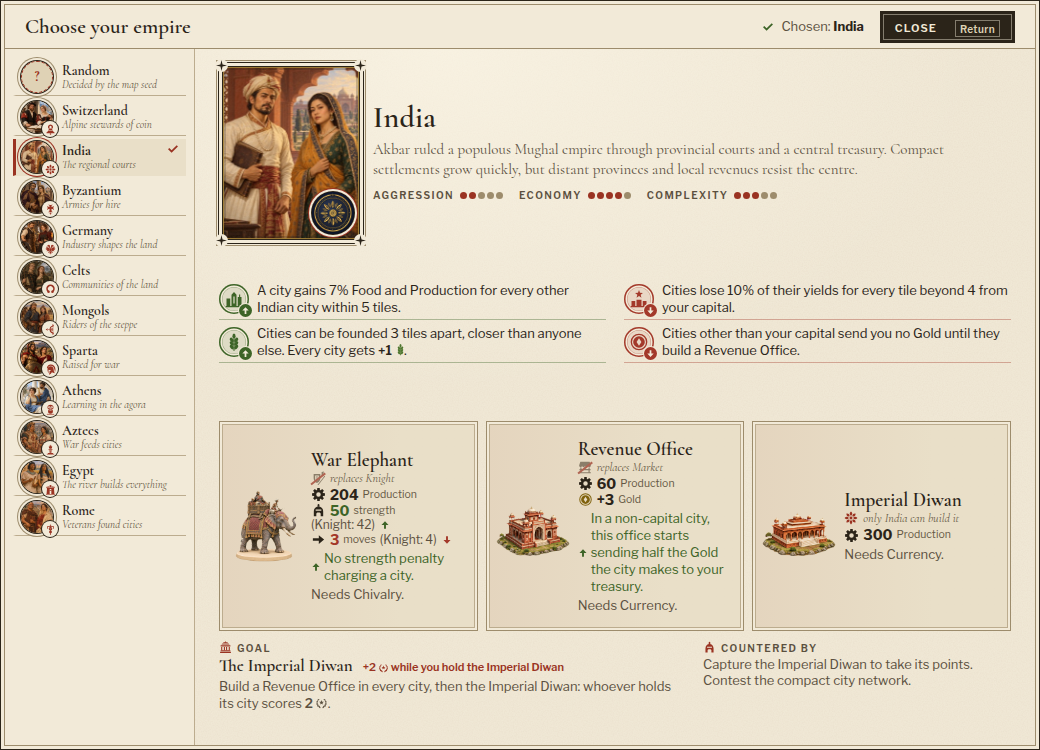 Choose your empire
Chosen: India
CLOSE Return
?
Random
Decided by the map seed
Switzerland
Alpine stewards of coin
India
The regional courts
Byzantium
Armies for hire
Germany
Industry shapes the land
Celts
Communities of the land
Mongols
Riders of the steppe
Sparta
Raised for war
Athens
Learning in the agora
Aztecs
War feeds cities
Egypt
The river builds everything
Rome
Veterans found cities
India
Akbar ruled a populous Mughal empire through provincial courts and a central treasury. Compact
settlements grow quickly, but distant provinces and local revenues resist the centre.
AGGRESSION ECONOMY COMPLEXITY
A city gains 7% Food and Production for every other
Indian city within 5 tiles.
Cities can be founded 3 tiles apart, closer than anyone
else. Every city gets +1 .
Cities lose 10% of their yields for every tile beyond 4 from
your capital.
Cities other than your capital send you no Gold until they
build a Revenue Office.
War Elephant
replaces Knight
204 Production
50 strength
(Knight: 42)
3 moves (Knight: 4)
No strength penalty
charging a city.
Needs Chivalry.
Revenue Office
replaces Market
60 Production
+3 Gold
In a non-capital city,
this office starts
sending half the Gold
the city makes to your
treasury.
Needs Currency.
Imperial Diwan
only India can build it
300 Production
Needs Currency.
GOAL
The Imperial Diwan +2 while you hold the Imperial Diwan
Build a Revenue Office in every city, then the Imperial Diwan: whoever holds
its city scores 2 .
COUNTERED BY
Capture the Imperial Diwan to take its points.
Contest the compact city network.